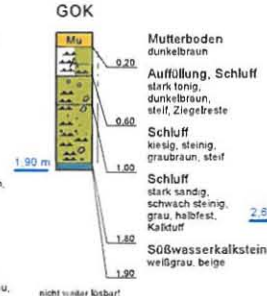 GOK
Mu
Mutterboden
dunkelbraun
0,20
Auffüllung, Schluff
stark tonig,
dunkelbraun,
steif, Ziegelreste
0,60
Schluff
kiesig, steinig,
graubraun, steif
1,90 m
1,00
Schluff
stark sandig,
schwach steinig,
grau, halbfest,
Kalktuff
2,6
1,80
Süßwasserkalkstein
weißgrau, beige
1,90
nicht weiter lösbar!